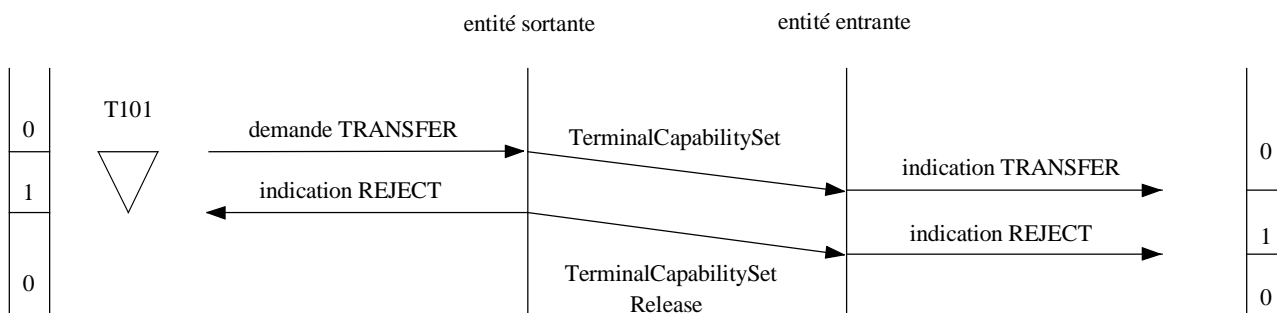 entité sortante
entité entrante
T101
0
demande TRANSFER
TerminalCapabilitySet
0
indication TRANSFER
1
indication REJECT
indication REJECT
1
0
TerminalCapabilitySet
Release
0